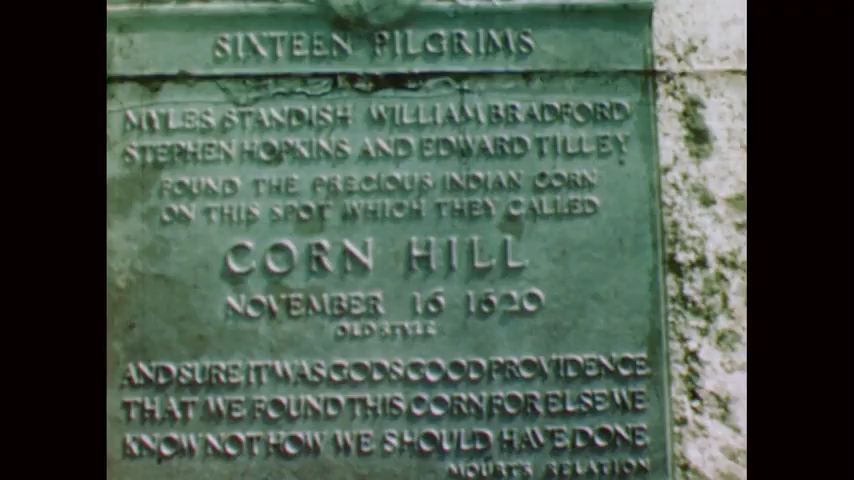 SIXTEEN PILGRIMS
MYLES STANDISH WILLIAM BRADFORD
STEPHEN HOPKINS AND EDWARD TILLEY
FOUND THE PRECIOUS INDIAN CORN
ON THIS SPOT WHICH THEY CALLED
CORN HILL
NOVEMBER 16 1620
OLD STYLE
AND SURE IT WAS GODS GOOD PROVIDENCE
THAT WE FOUND THIS CORN FOR ELSE WE
KNOW NOT HOW WE SHOULD HAVE DONE
MOURTS RELATION